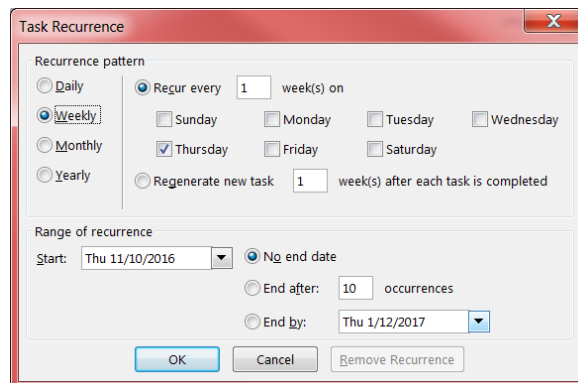 Task Recurrence
Recurrence pattern
Daily
Recur every 1 week(s) on
Weekly
Sunday Monday Tuesday Wednesday
Monthly
Thursday Friday Saturday
Yearly
Regenerate new task 1 week(s) after each task is completed
Range of recurrence
Start: Thu 11/10/2016
No end date
End after: 10 occurrences
End by: Thu 1/12/2017
OK Cancel Remove Recurrence